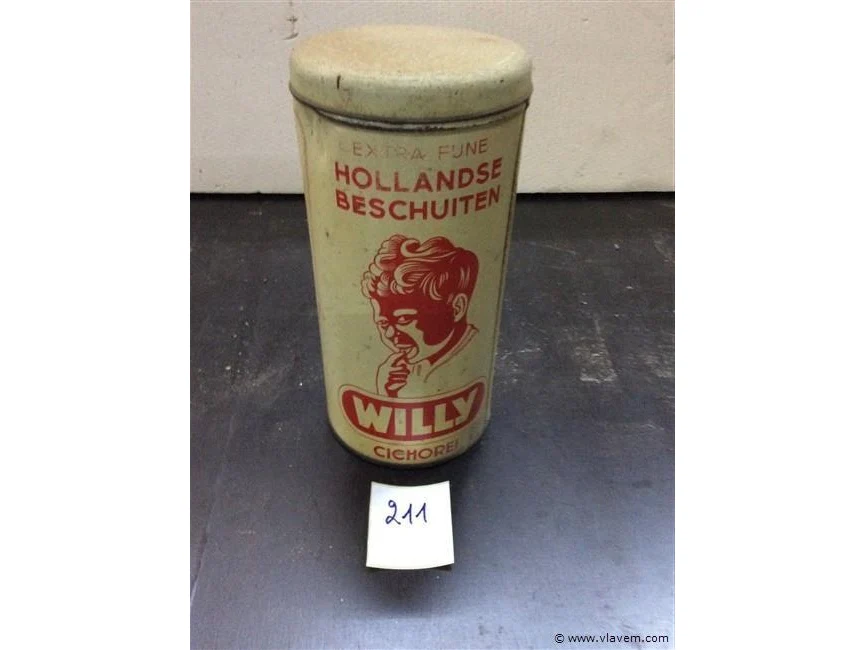 EXTRA FIJNE
HOLLANDSE
BESCHUITEN
WILLY
CICHOREI
211
© www.vlavem.com